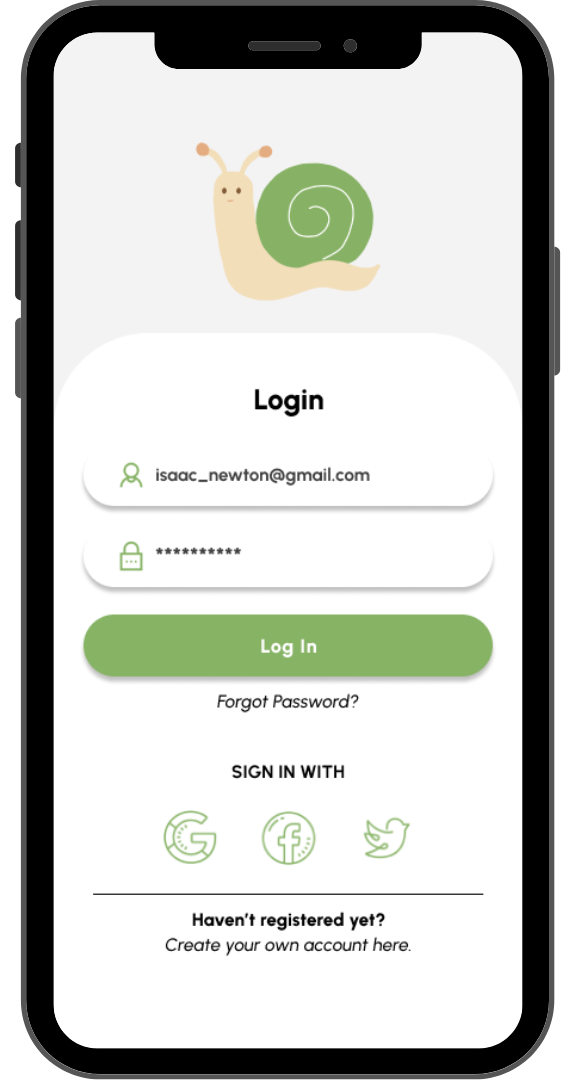 Login
isaac_newton@gmail.com
**********
Log In
Forgot Password?
SIGN IN WITH
Haven’t registered yet?
Create your own account here.